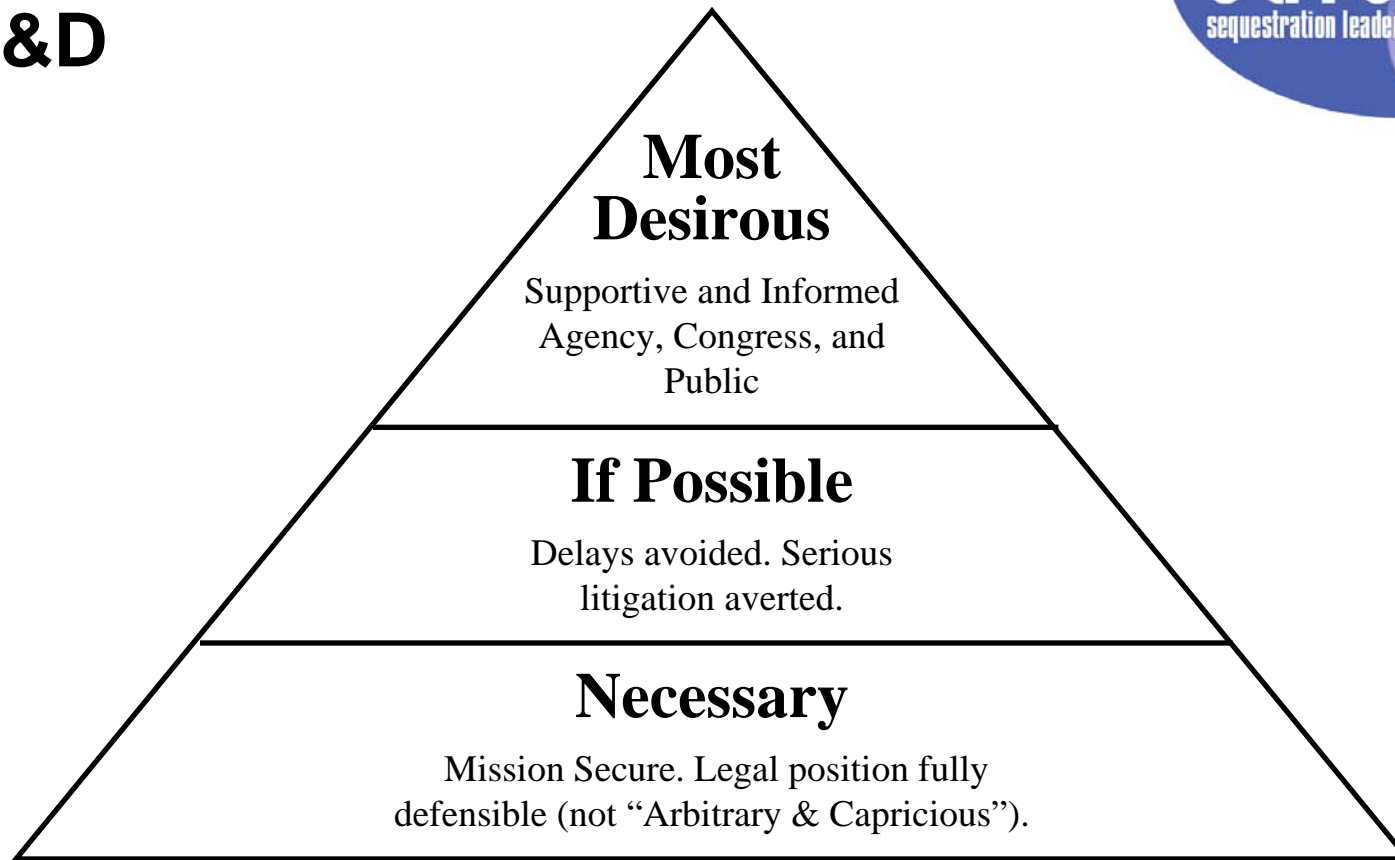 &D
sequestration leade
Most
Desirous
Supportive and Informed
Agency, Congress, and
Public
If Possible
Delays avoided. Serious
litigation averted.
Necessary
Mission Secure. Legal position fully
defensible (not “Arbitrary & Capricious”).